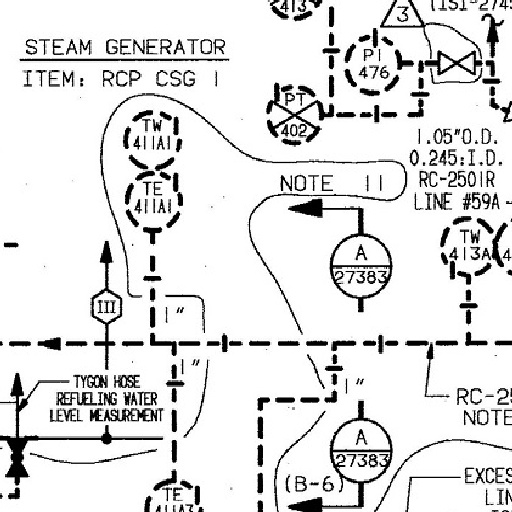 413
3
(ISI-274
STEAM GENERATOR
ITEM: RCP CSG 1
PI
476
PT
402
TW
411A1
1.05"O.D.
0.245:I.D.
RC-2501R
LINE #59A-
TE
411A1
NOTE 11
TW
413A
A
27383
III
1"
1"
TYGON HOSE
REFUELING WATER
LEVEL MEASUREMENT
1"
RC-25
NOTE
A
27383
(B-6)
EXCES
LIN
TE
411A3